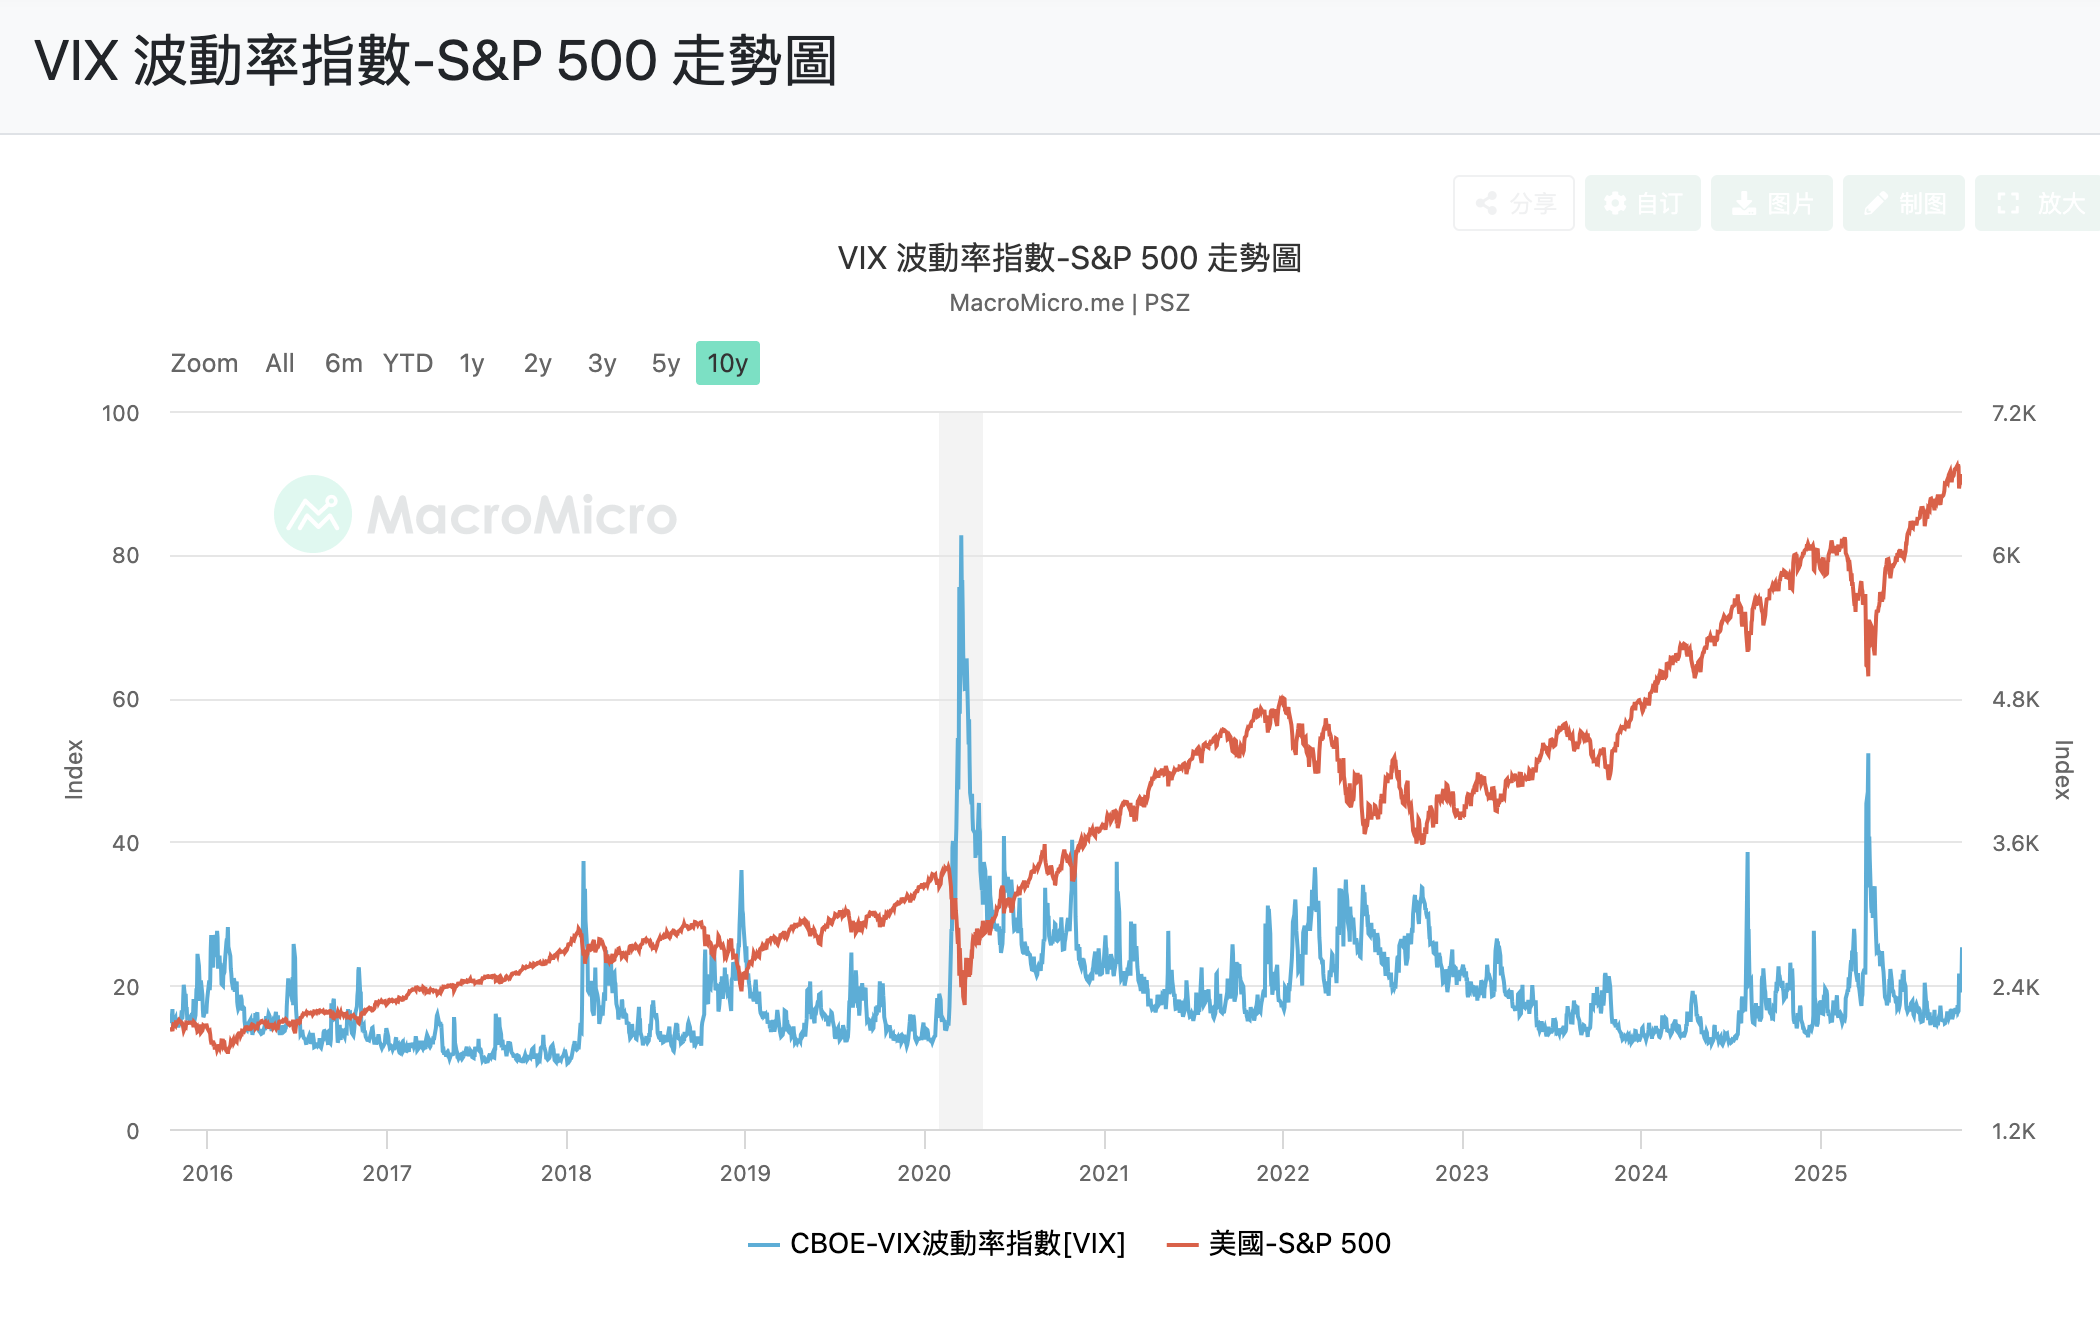 VIX 波動率指數-S&P 500 走勢圖
分享 自订 图片 制图 放大
VIX 波動率指數-S&P 500 走勢圖
MacroMicro.me | PSZ
Zoom All 6m YTD 1y 2y 3y 5y 10y
100 7.2K
MacroMicro
80 6K
60 4.8K
Index Index
40 3.6K
20 2.4K
0 1.2K
2016 2017 2018 2019 2020 2021 2022 2023 2024 2025
CBOE-VIX波動率指數[VIX] 美國-S&P 500